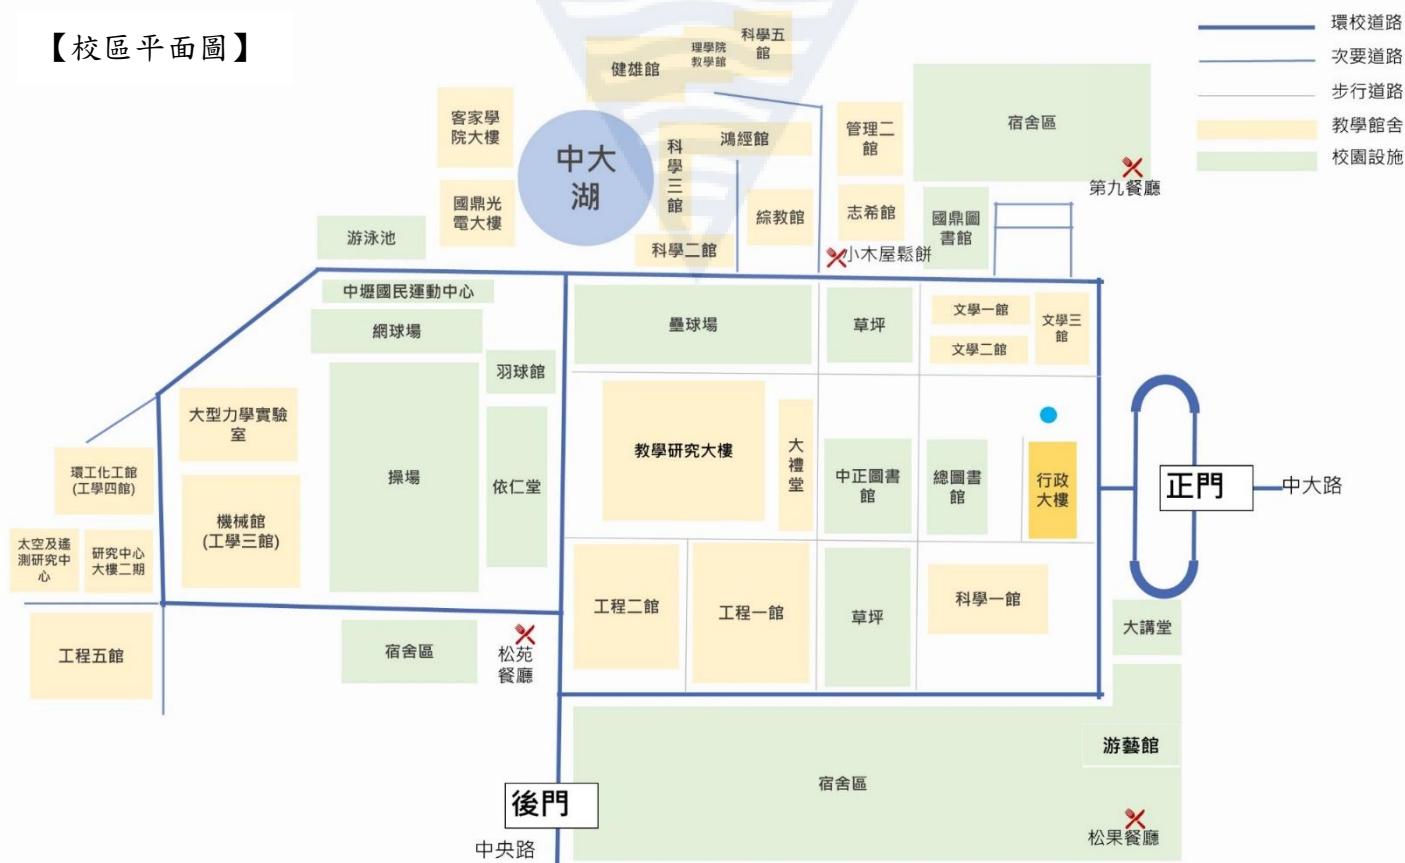 【校區平面圖】
環校道路
次要道路
步行道路
教學館舍
校園設施
科學五
館
理學院
教學館
健雄館
客家學
院大樓
中大
湖
科
學
三
館
鴻經館
管理二
館
宿舍區
第九餐廳
國鼎光
電大樓
綜教館
志希館
國鼎圖
書館
游泳池
科學二館
小木屋鬆餅
中壢國民運動中心
網球場
壘球場
草坪
文學一館
文學三
館
文學二館
羽球館
大型力學實驗
室
操場
依仁堂
教學研究大樓
大
禮
堂
中正圖書
館
總圖書
館
行政
大樓
正門
中大路
環工化工館
(工學四館)
機械館
(工學三館)
太空及遙
測研究中
心
研究中心
大樓二期
工程二館
工程一館
草坪
科學一館
大講堂
工程五館
宿舍區
松苑
餐廳
游藝館
宿舍區
後門
松果餐廳
中央路